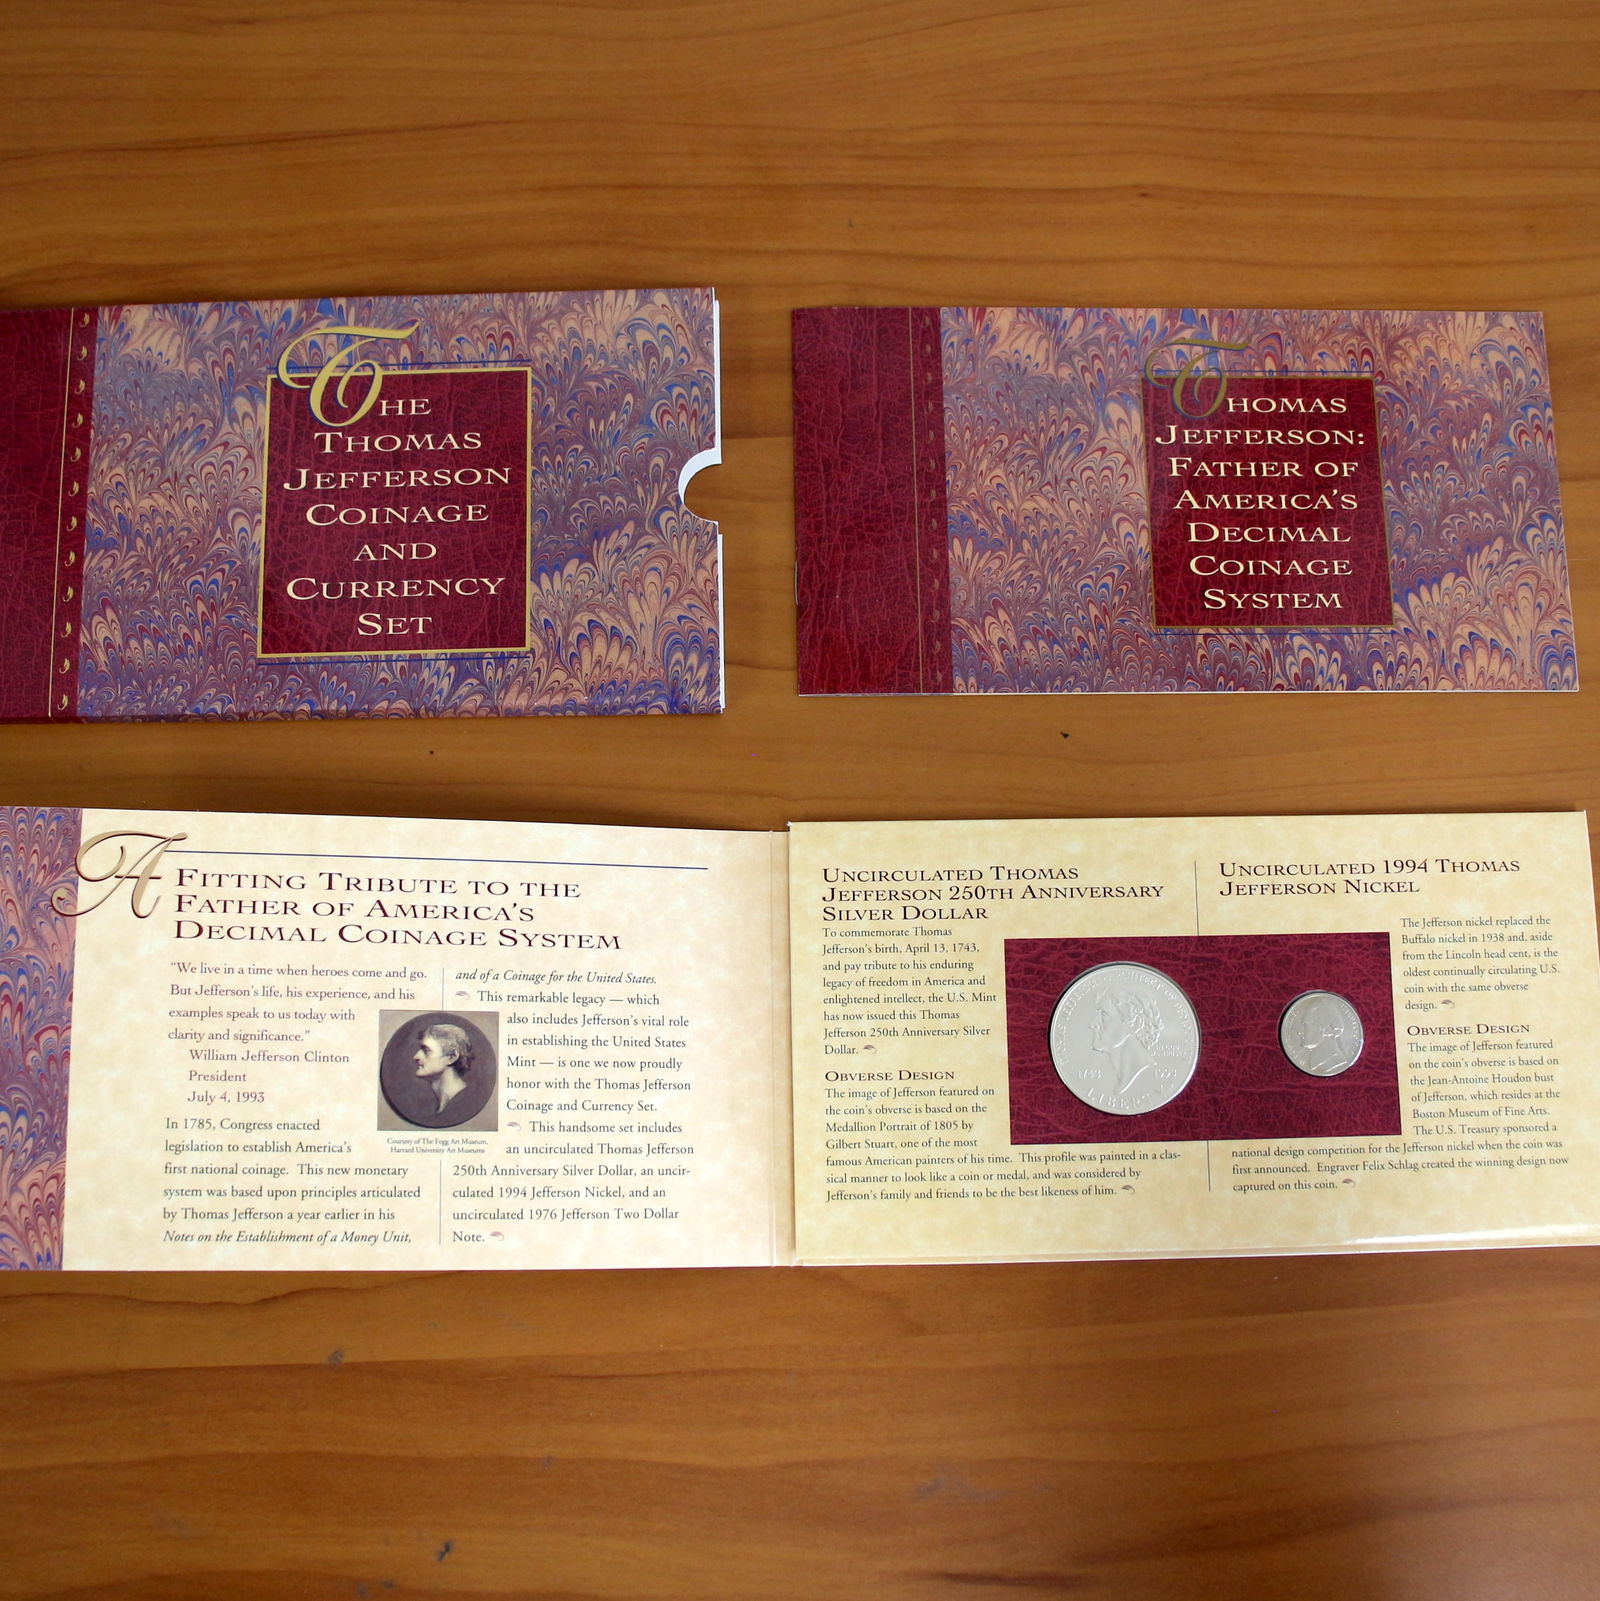 THE
THOMAS
JEFFERSON
COINAGE
AND
CURRENCY
SET
THOMAS
JEFFERSON:
FATHER OF
AMERICA'S
DECIMAL
COINAGE
SYSTEM
A FITTING TRIBUTE TO THE
FATHER OF AMERICA'S
DECIMAL COINAGE SYSTEM
"We live in a time when heroes come and go.
But Jefferson's life, his experience, and his
examples speak to us today with
clarity and significance."
William Jefferson Clinton
President
July 4, 1993
In 1785, Congress enacted
legislation to establish America's
first national coinage. This new monetary
system was based upon principles articulated
by Thomas Jefferson a year earlier in his
Notes on the Establishment of a Money Unit,
and of a Coinage for the United States.
This remarkable legacy — which
also includes Jefferson's vital role
in establishing the United States
Mint — is one we now proudly
honor with the Thomas Jefferson
Coinage and Currency Set.
This handsome set includes
an uncirculated Thomas Jefferson
250th Anniversary Silver Dollar, an uncir-
culated 1994 Jefferson Nickel, and an
uncirculated 1976 Jefferson Two Dollar
Note.
Courtesy of The Fogg Art Museum,
Harvard University Art Museums
UNCIRCULATED THOMAS
JEFFERSON 250TH ANNIVERSARY
SILVER DOLLAR
To commemorate Thomas
Jefferson's birth, April 13, 1743,
and pay tribute to his enduring
legacy of freedom in America and
enlightened intellect, the U.S. Mint
has now issued this Thomas
Jefferson 250th Anniversary Silver
Dollar.
OBVERSE DESIGN
The image of Jefferson featured on
the coin's obverse is based on the
Medallion Portrait of 1805 by
Gilbert Stuart, one of the most
famous American painters of his time. This profile was painted in a clas-
sical manner to look like a coin or medal, and was considered by
Jefferson's family and friends to be the best likeness of him.
1743 1993
LIBERTY
UNCIRCULATED 1994 THOMAS
JEFFERSON NICKEL
The Jefferson nickel replaced the
Buffalo nickel in 1938 and, aside
from the Lincoln head cent, is the
oldest continually circulating U.S.
coin with the same obverse
design.
OBVERSE DESIGN
The image of Jefferson featured
on the coin's obverse is based on
the Jean-Antoine Houdon bust
of Jefferson, which resides at the
Boston Museum of Fine Arts.
The U.S. Treasury sponsored a
national design competition for the Jefferson nickel when the coin was
first announced. Engraver Felix Schlag created the winning design now
captured on this coin.